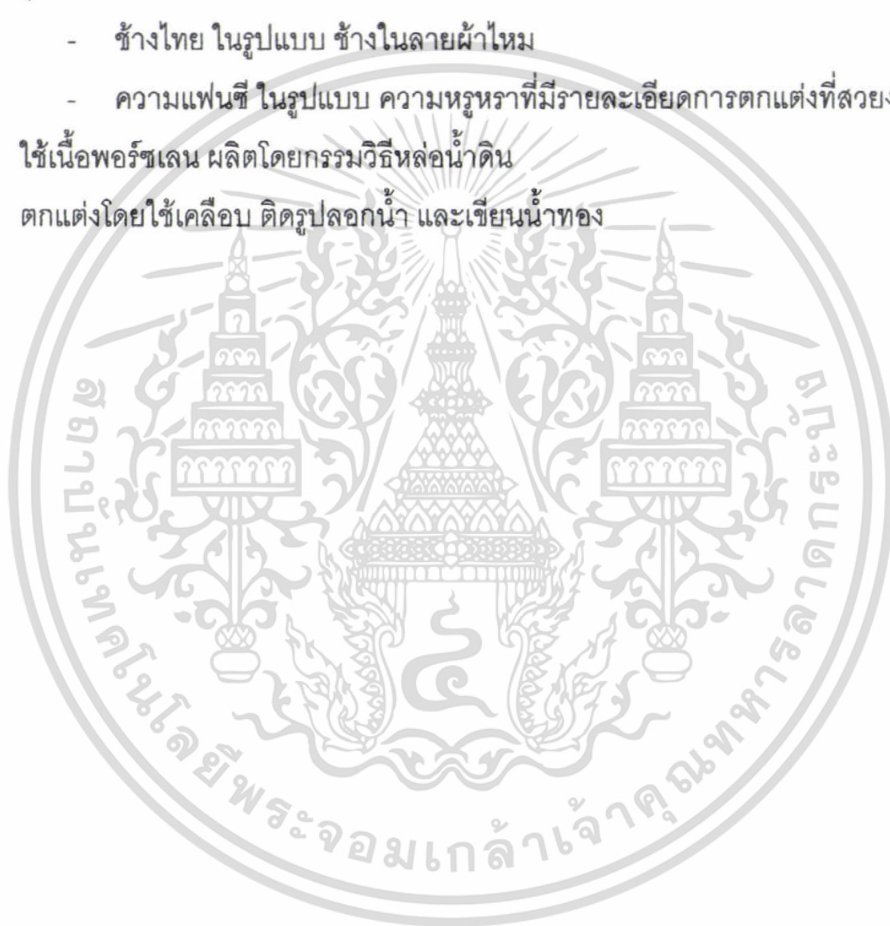 - ช้างไทย ในรูปแบบ ช้างในลายผ้าไหม
- ความแฟนซี ในรูปแบบ ความหรูหราที่มีรายละเอียดการตกแต่งที่
ใช้เนื้อพอร์ซเลน ผลิตโดยกรรมวิธีหล่อน้ำดิน
ตกแต่งโดยใช้เคลือบ ติดรูปลอกน้ำ และเขียนน้ำทอง
สถาบันเทคโนโลยีพระจอมเกล้าเจ้าคุณทหารลาดกระบัง
๔